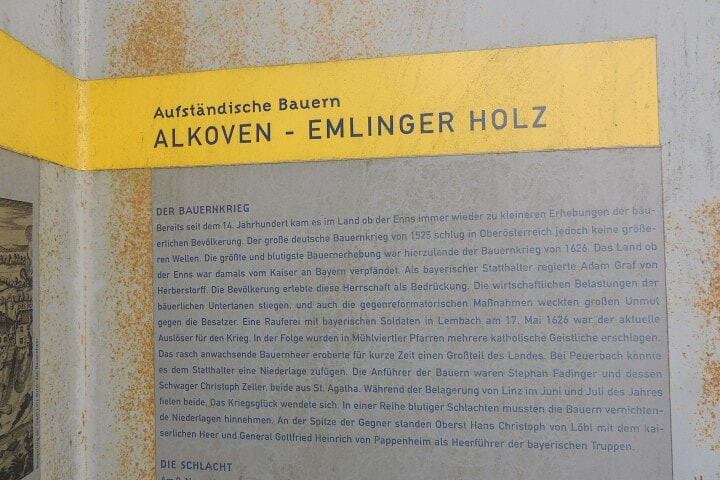 Aufständische Bauern
ALKOVEN - EMLINGER HOLZ
DER BAUERNKRIEG
Bereits seit dem 14. Jahrhundert kam es im Land ob der Enns immer wieder zu kleineren Erhebungen der bäu-
erlichen Bevölkerung. Der große deutsche Bauernkrieg von 1525 schlug in Oberösterreich jedoch keine größe-
ren Wellen. Die größte und blutigste Bauernerhebung war hierzulande der Bauernkrieg von 1626. Das Land ob
der Enns war damals vom Kaiser an Bayern verpfändet. Als bayerischer Statthalter regierte Adam Graf von
Herberstorff. Die Bevölkerung erlebte diese Herrschaft als Bedrückung. Die wirtschaftlichen Belastungen der
bäuerlichen Untertanen stiegen, und auch die gegenreformatorischen Maßnahmen weckten großen Unmut
gegen die Besatzer. Eine Rauferei mit bayerischen Soldaten in Lembach am 17. Mai 1626 war der aktuelle
Auslöser für den Krieg. In der Folge wurden in Mühlviertler Pfarren mehrere katholische Geistliche erschlagen.
Das rasch anwachsende Bauernheer eroberte für kurze Zeit einen Großteil des Landes. Bei Peuerbach konnte
es dem Statthalter eine Niederlage zufügen. Die Anführer der Bauern waren Stephan Fadinger und dessen
Schwager Christoph Zeller, beide aus St. Agatha. Während der Belagerung von Linz im Juni und Juli des Jahres
fielen beide. Das Kriegsglück wendete sich. In einer Reihe blutiger Schlachten mussten die Bauern vernichten-
de Niederlagen hinnehmen. An der Spitze der Gegner standen Oberst Hans Christoph von Löbl mit dem kai-
serlichen Heer und General Gottfried Heinrich von Pappenheim als Heerführer der bayerischen Truppen.
DIE SCHLACHT